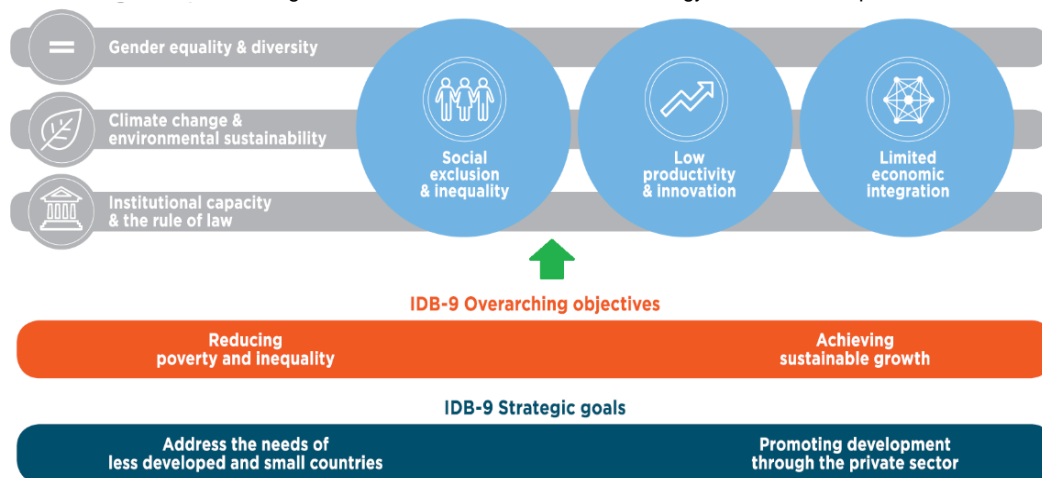 Gender equality & diversity
Climate change &
environmental sustainability
Institutional capacity
& the rule of law
Social
exclusion
& inequality
Low
productivity
& innovation
Limited
economic
integration
IDB-9 Overarching objectives
Reducing
poverty and inequality
Achieving
sustainable growth
IDB-9 Strategic goals
Address the needs of
less developed and small countries
Promoting development
through the private sector